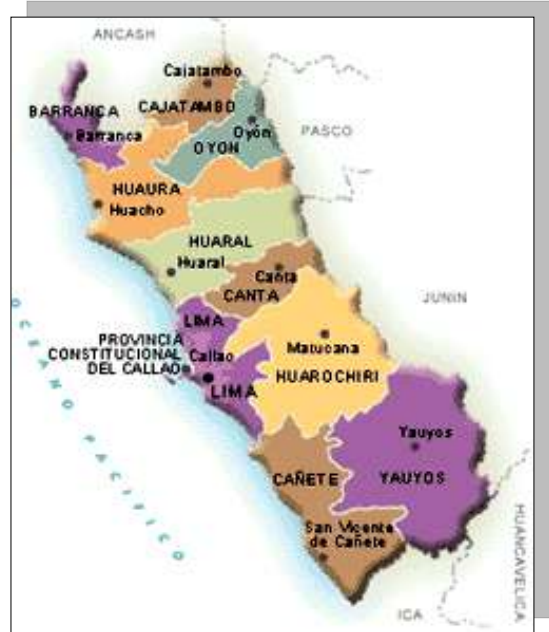 ANCASH
Cajatambo
CAJATAMBO
BARRANCA
Barranca
Oyón
OYON
PASCO
HUAURA
Huacho
HUARAL
Huaral
Canta
CANTA
JUNIN
LIMA
PROVINCIA
CONSTITUCIONAL
DEL CALLAO
Callao
Matucana
HUAROCHIRI
LIMA
OCEANO PACIFICO
Yauyos
YAUYOS
CAÑETE
San Vicente
de Cañete
HUANCAVELICA
ICA